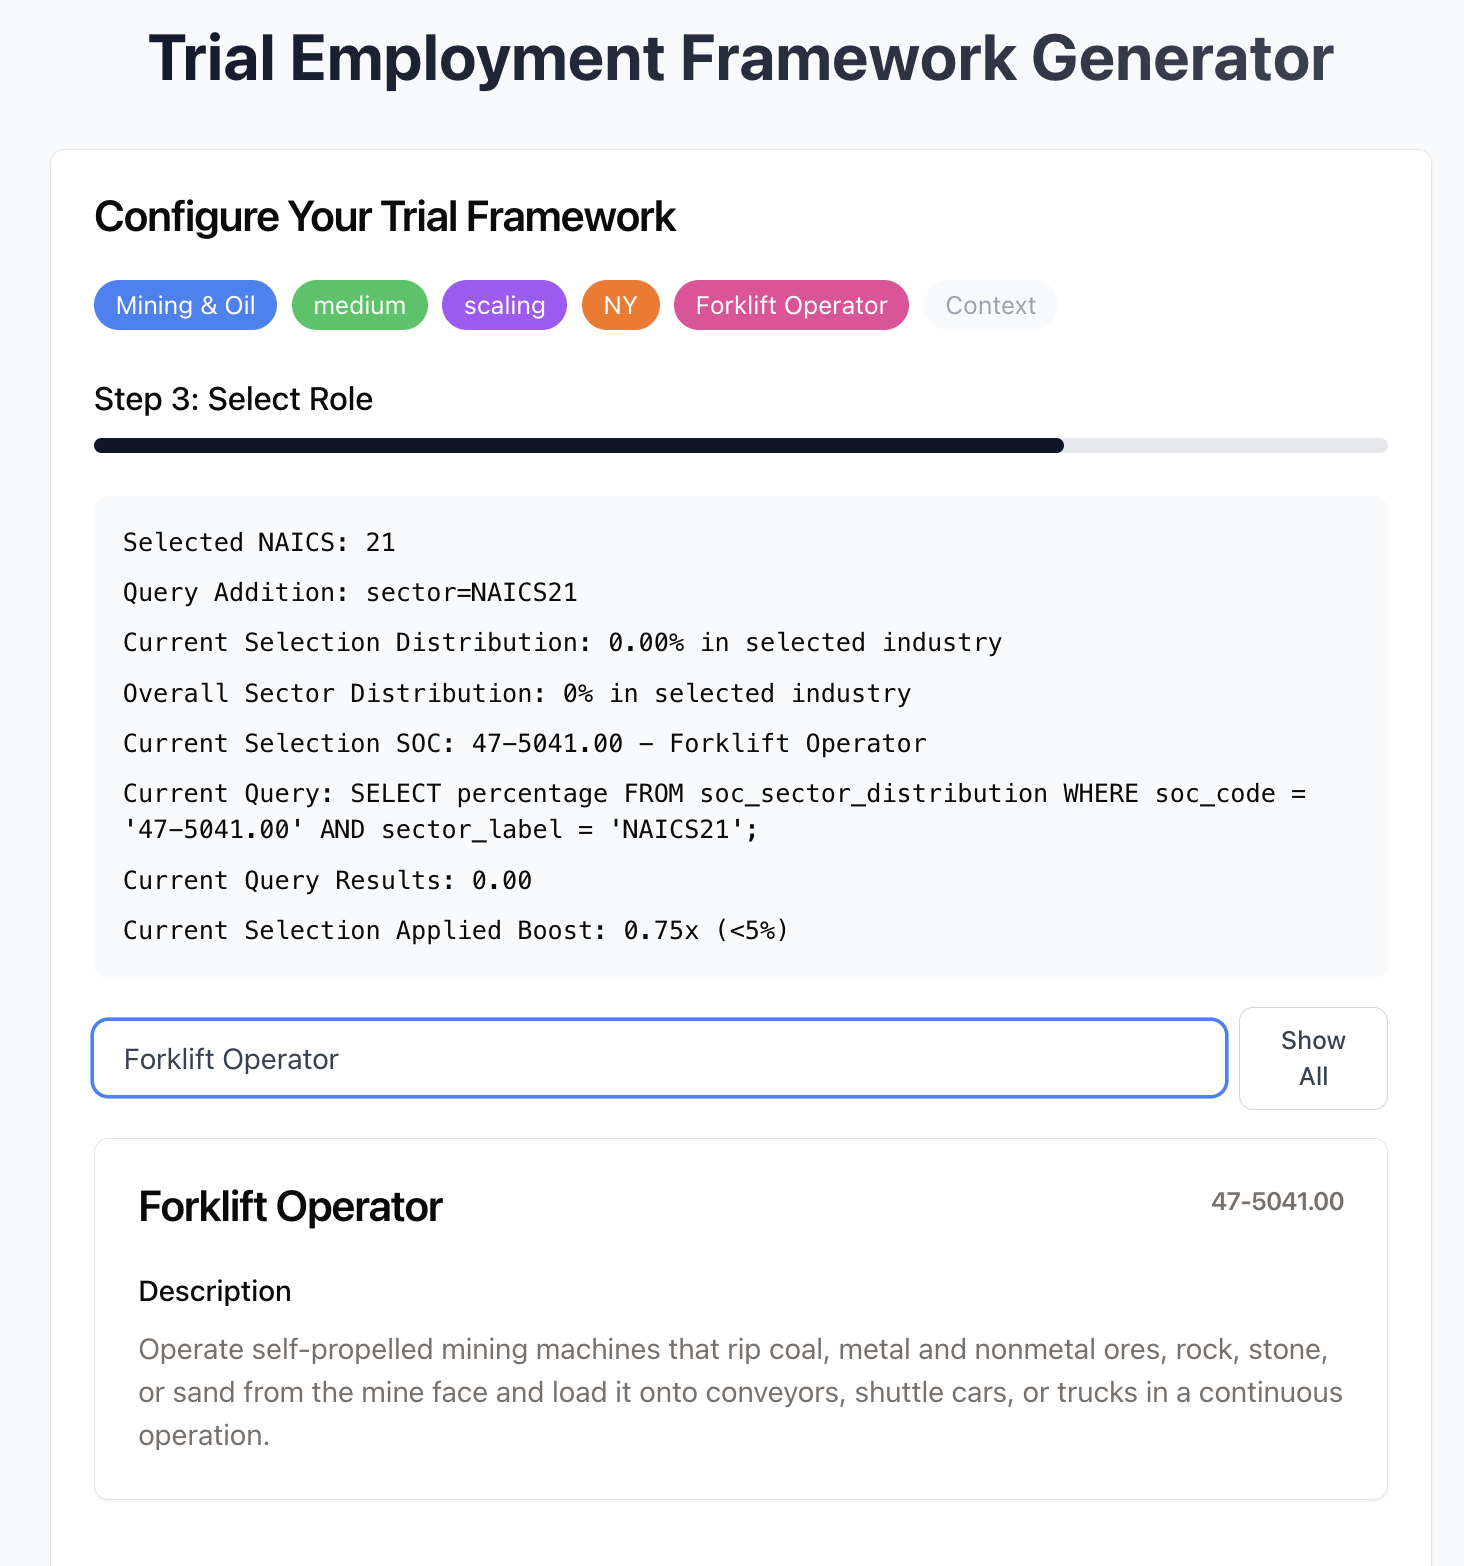 Trial Employment Framework Generator
Configure Your Trial Framework
Mining & Oil medium scaling NY Forklift Operator Context
Step 3: Select Role
Selected NAICS: 21
Query Addition: sector=NAICS21
Current Selection Distribution: 0.00% in selected industry
Overall Sector Distribution: 0% in selected industry
Current Selection SOC: 47-5041.00 - Forklift Operator
Current Query: SELECT percentage FROM soc_sector_distribution WHERE soc_code =
'47-5041.00' AND sector_label = 'NAICS21';
Current Query Results: 0.00
Current Selection Applied Boost: 0.75x (<5%)
Forklift Operator
Show
All
Forklift Operator
47-5041.00
Description
Operate self-propelled mining machines that rip coal, metal and nonmetal ores, rock, stone,
or sand from the mine face and load it onto conveyors, shuttle cars, or trucks in a continuous
operation.